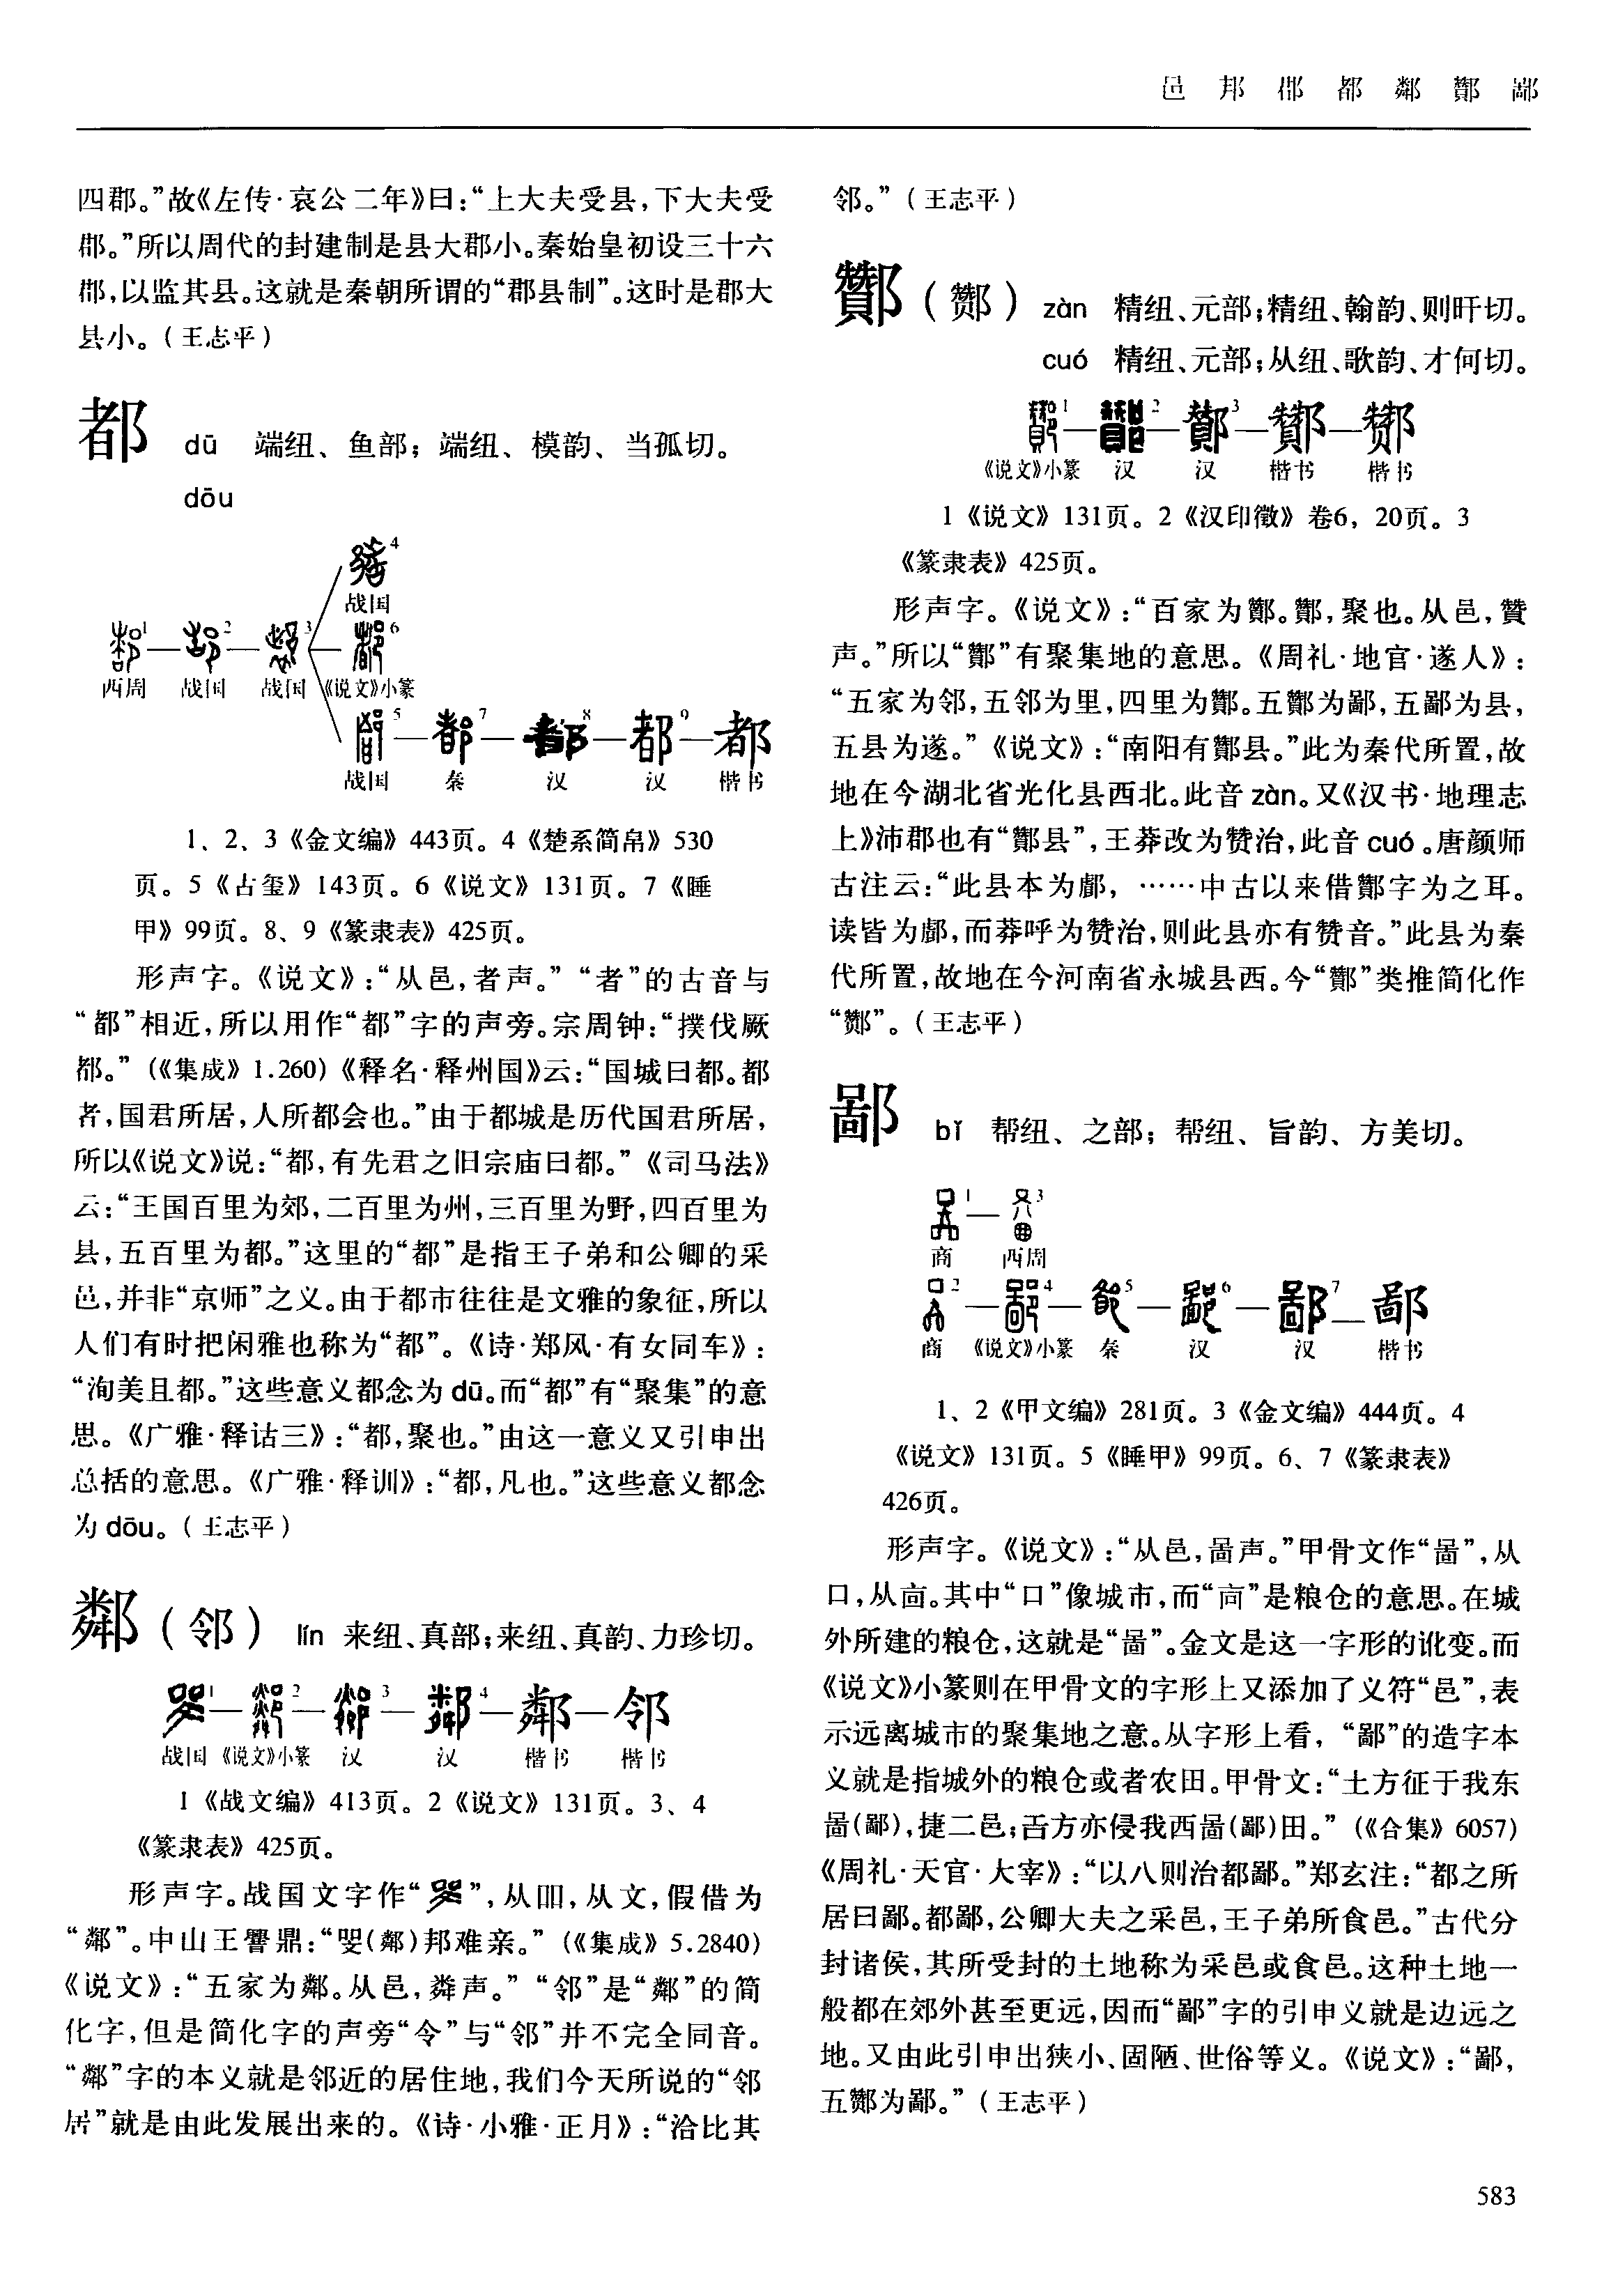 邑 邦 郡 都 鄰 酇 鄙
四郡。”故《左传·哀公二年》曰：“上大夫受县，下大夫受
郡。”所以周代的封建制是县大郡小。秦始皇初设三十六
郡，以监其县。这就是秦朝所谓的“郡县制”。这时是郡大
县小。（王志平）
都 dū 端纽、鱼部；端纽、模韵、当孤切。
dōu
4
战国
1 2 3 6
西周 战国 战国 《说文》小篆
5 7 8 9 都
战国 秦 汉 汉 楷书
1、2、3《金文编》443页。4《楚系简帛》530
页。5《古玺》143页。6《说文》131页。7《睡
甲》99页。8、9《篆隶表》425页。
形声字。《说文》：“从邑，者声。”“者”的古音与
“都”相近，所以用作“都”字的声旁。宗周钟：“撲伐厥
都。”（《集成》1.260）《释名·释州国》云：“国城曰都。都
者，国君所居，人所都会也。”由于都城是历代国君所居，
所以《说文》说：“都，有先君之旧宗庙曰都。”《司马法》
云：“王国百里为郊，二百里为州，三百里为野，四百里为
县，五百里为都。”这里的“都”是指王子弟和公卿的采
邑，并非“京师”之义。由于都市往往是文雅的象征，所以
人们有时把闲雅也称为“都”。《诗·郑风·有女同车》：
“洵美且都。”这些意义都念为 dū。而“都”有“聚集”的意
思。《广雅·释诂三》：“都，聚也。”由这一意义又引申出
总括的意思。《广雅·释训》：“都，凡也。”这些意义都念
为 dōu。（王志平）
鄰（邻） lín 来纽、真部；来纽、真韵、力珍切。
1 2 3 4 鄰 邻
战国 《说文》小篆 汉 汉 楷书 楷书
1《战文编》413页。2《说文》131页。3、4
《篆隶表》425页。
形声字。战国文字作“”，从吅，从文，假借为
“鄰”。中山王鼎：“(鄰)邦难亲。”（《集成》5.2840）
《说文》：“五家为鄰。从邑，粦声。”“邻”是“鄰”的简
化字，但是简化字的声旁“令”与“邻”并不完全同音。
“鄰”字的本义就是邻近的居住地，我们今天所说的“邻
居”就是由此发展出来的。《诗·小雅·正月》：“洽比其
邻。”（王志平）
酇（酂） zàn 精纽、元部；精纽、翰韵、则旰切。
cuó 精纽、元部；从纽、歌韵、才何切。
1 2 3 酇 酂
《说文》小篆 汉 汉 楷书 楷书
1《说文》131页。2《汉印徵》卷6，20页。3
《篆隶表》425页。
形声字。《说文》：“百家为酇。酇，聚也。从邑，贊
声。”所以“酇”有聚集地的意思。《周礼·地官·遂人》：
“五家为邻，五邻为里，四里为酇。五酇为鄙，五鄙为县，
五县为遂。”《说文》：“南阳有酇县。”此为秦代所置，故
地在今湖北省光化县西北。此音 zàn。又《汉书·地理志
上》沛郡也有“酇县”，王莽改为赞治，此音 cuó。唐颜师
古注云：“此县本为䣜，……中古以来借酇字为之耳。
读皆为䣜，而莽呼为赞治，则此县亦有赞音。”此县为秦
代所置，故地在今河南省永城县西。今“酇”类推简化作
“酂”。（王志平）
鄙 bǐ 帮纽、之部；帮纽、旨韵、方美切。
1 3
商 西周
2 4 5 6 7 鄙
商 《说文》小篆 秦 汉 汉 楷书
1、2《甲文编》281页。3《金文编》444页。4
《说文》131页。5《睡甲》99页。6、7《篆隶表》
426页。
形声字。《说文》：“从邑，啚声。”甲骨文作“啚”，从
口，从㐭。其中“口”像城市，而“㐭”是粮仓的意思。在城
外所建的粮仓，这就是“啚”。金文是这一字形的讹变。而
《说文》小篆则在甲骨文的字形上又添加了义符“邑”，表
示远离城市的聚集地之意。从字形上看，“鄙”的造字本
义就是指城外的粮仓或者农田。甲骨文：“土方征于我东
啚(鄙)，捷二邑；舌方亦侵我西啚(鄙)田。”（《合集》6057）
《周礼·天官·大宰》：“以八则治都鄙。”郑玄注：“都之所
居曰鄙。都鄙，公卿大夫之采邑，王子弟所食邑。”古代分
封诸侯，其所受封的土地称为采邑或食邑。这种土地一
般都在郊外甚至更远，因而“鄙”字的引申义就是边远之
地。又由此引申出狭小、固陋、世俗等义。《说文》：“鄙，
五酂为鄙。”（王志平）
583